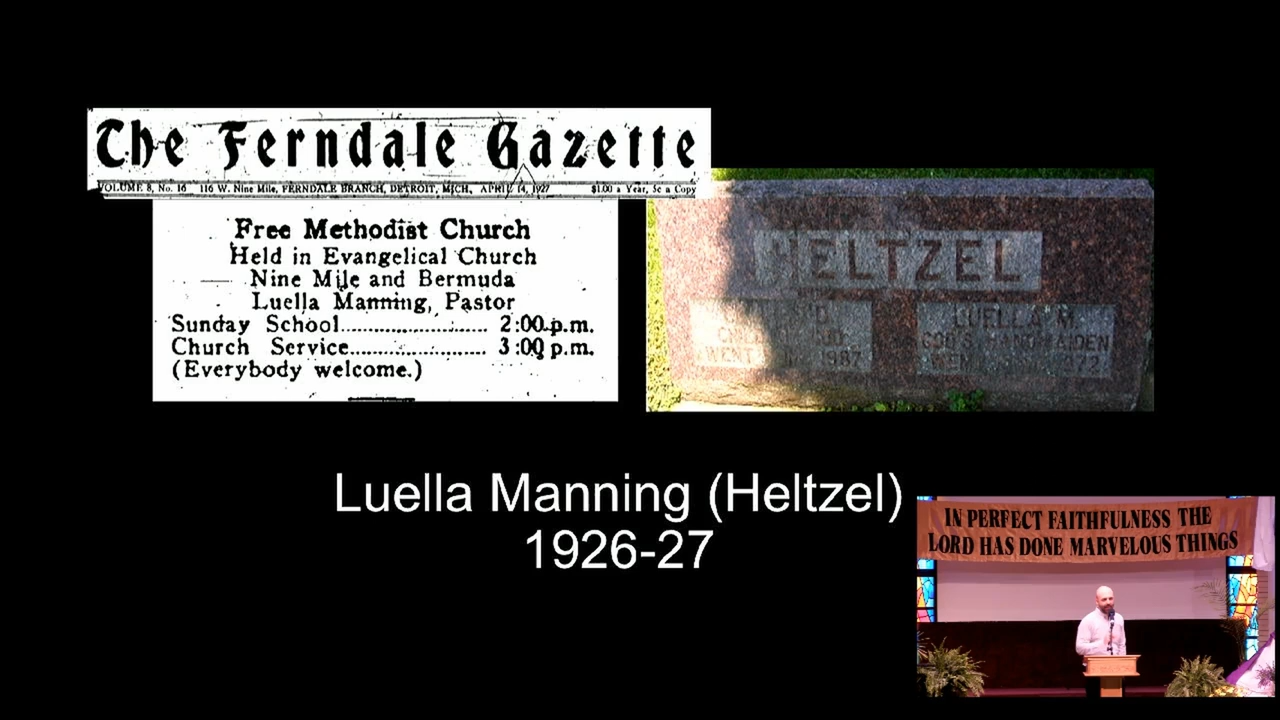 The Ferndale Gazette
VOLUME 8, No. 16 116 W. Nine Mile, FERNDALE BRANCH, DETROIT, MICH., APRIL 14, 1927 $1.00 a Year, 5c a Copy
Free Methodist Church
Held in Evangelical Church
Nine Mile and Bermuda
Luella Manning, Pastor
Sunday School........................ 2:00 p.m.
Church Service....................... 3:00 p.m.
(Everybody welcome.)
HELTZEL
D.
WENT 1987
LUELLA M.
GOD'S HANDMAIDEN
Luella Manning (Heltzel)
1926-27
IN PERFECT FAITHFULNESS THE
LORD HAS DONE MARVELOUS THINGS